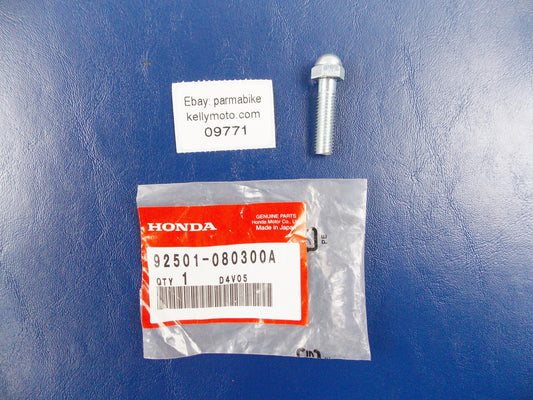 Ebay: parmabike
kellymoto.com
09771
HONDA
GENUINE PARTS
Honda Motor Co.,
Made in Japan
92501-080300A
QTY 1 D4V05
PE